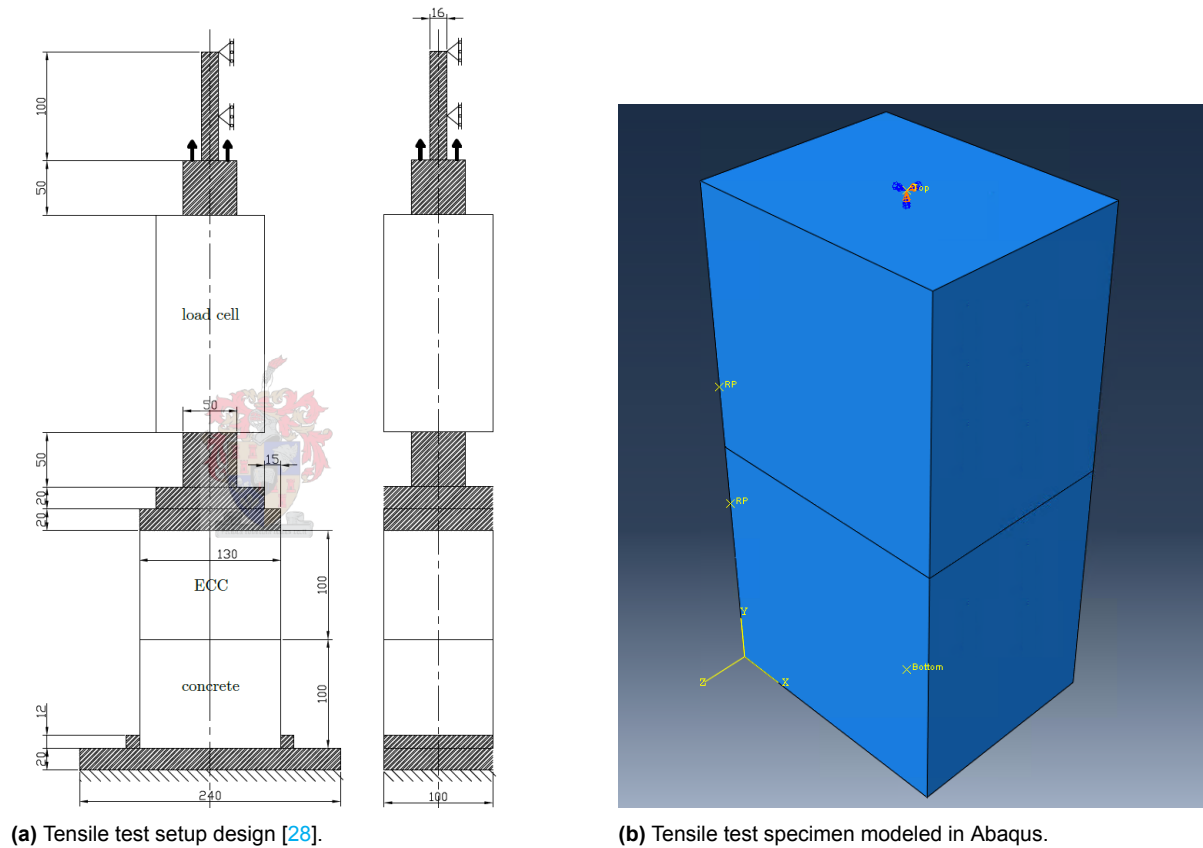 16
100
50
load cell
50
50
15
20
20
130
ECC
100
concrete
100
12
20
240
100
Top
RP
RP
Y
Bottom
Z
X
(a) Tensile test setup design [28].
(b) Tensile test specimen modeled in Abaqus.